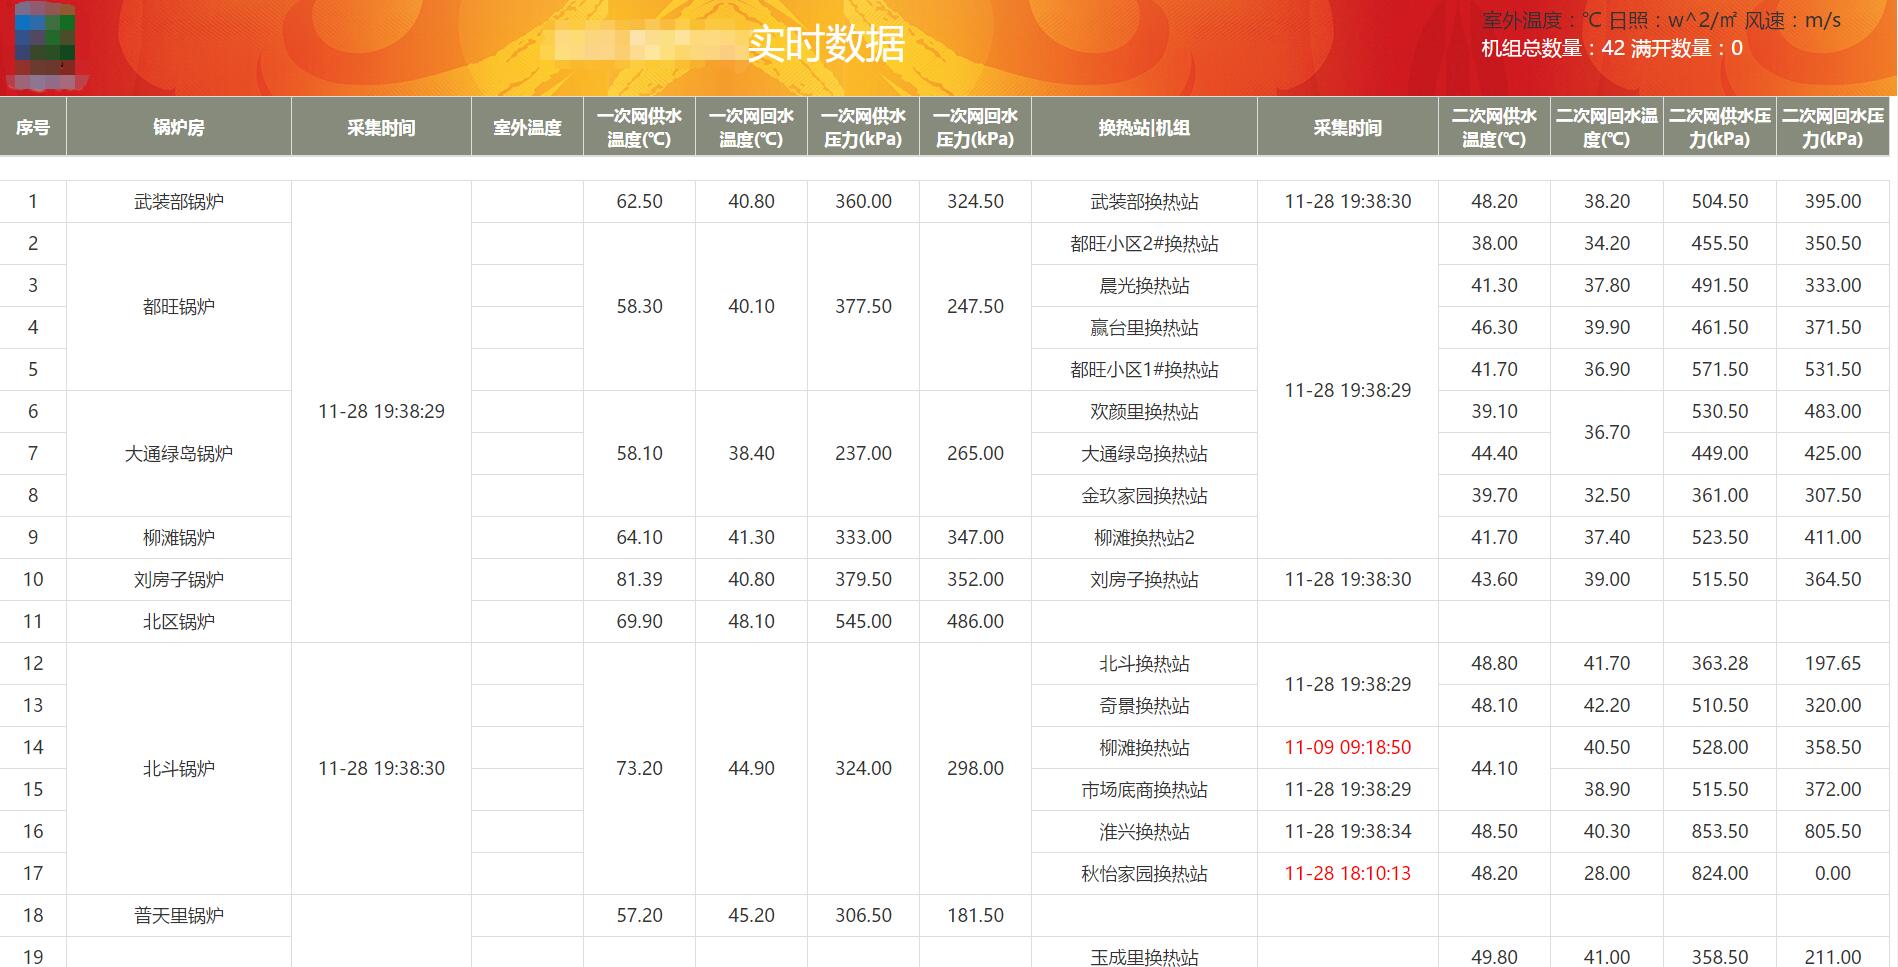 实时数据
室外温度：℃ 日照：w^2/㎡ 风速：m/s
机组总数量：42 满开数量：0
序号 锅炉房 采集时间 室外温度 一次网供水温度(℃) 一次网回水温度(℃) 一次网供水压力(kPa) 一次网回水压力(kPa) 换热站|机组 采集时间 二次网供水温度(℃) 二次网回水温度(℃) 二次网供水压力(kPa) 二次网回水压力(kPa)
1 武装部锅炉 11-28 19:38:29 62.50 40.80 360.00 324.50 武装部换热站 11-28 19:38:30 48.20 38.20 504.50 395.00
2 都旺锅炉 58.30 40.10 377.50 247.50 都旺小区2#换热站 11-28 19:38:29 38.00 34.20 455.50 350.50
3 晨光换热站 41.30 37.80 491.50 333.00
4 赢台里换热站 46.30 39.90 461.50 371.50
5 都旺小区1#换热站 41.70 36.90 571.50 531.50
6 大通绿岛锅炉 58.10 38.40 237.00 265.00 欢颜里换热站 39.10 36.70 530.50 483.00
7 大通绿岛换热站 44.40 449.00 425.00
8 金玖家园换热站 39.70 32.50 361.00 307.50
9 柳滩锅炉 64.10 41.30 333.00 347.00 柳滩换热站2 41.70 37.40 523.50 411.00
10 刘房子锅炉 81.39 40.80 379.50 352.00 刘房子换热站 11-28 19:38:30 43.60 39.00 515.50 364.50
11 北区锅炉 69.90 48.10 545.00 486.00
12 北斗锅炉 11-28 19:38:30 73.20 44.90 324.00 298.00 北斗换热站 11-28 19:38:29 48.80 41.70 363.28 197.65
13 奇景换热站 48.10 42.20 510.50 320.00
14 柳滩换热站 11-09 09:18:50 44.10 40.50 528.00 358.50
15 市场底商换热站 11-28 19:38:29 38.90 515.50 372.00
16 淮兴换热站 11-28 19:38:34 48.50 40.30 853.50 805.50
17 秋怡家园换热站 11-28 18:10:13 48.20 28.00 824.00 0.00
18 普天里锅炉 57.20 45.20 306.50 181.50
19 玉成里换热站 49.80 41.00 358.50 211.00